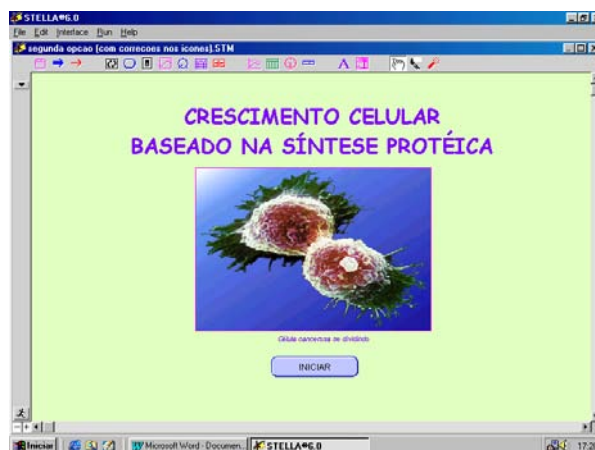 STELLA®6.0
File Edit Interface Run Help
segunda opcao (com correcoes nos icones).STM
A
CRESCIMENTO CELULAR
BASEADO NA SÍNTESE PROTÉICA
Célula cancerosa se dividindo
INICIAR
Iniciar Microsoft Word - Documen... STELLA®6.0